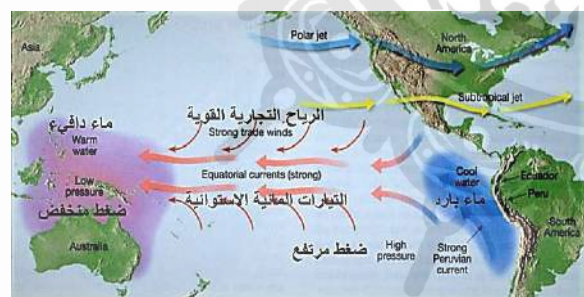 Asia
Polar jet
North
America
Subtropical jet
الرياح التجارية القوية
Strong trade winds
ماء دافيء
Warm
water
Equatorial currents (strong)
Low
pressure
ضغط منخفض
التيارات المائية الاستوائية
Cool
water
ماء بارد
Ecuador
Peru
South
America
Australia
ضغط مرتفع
High
pressure
Strong
Peruvian
current